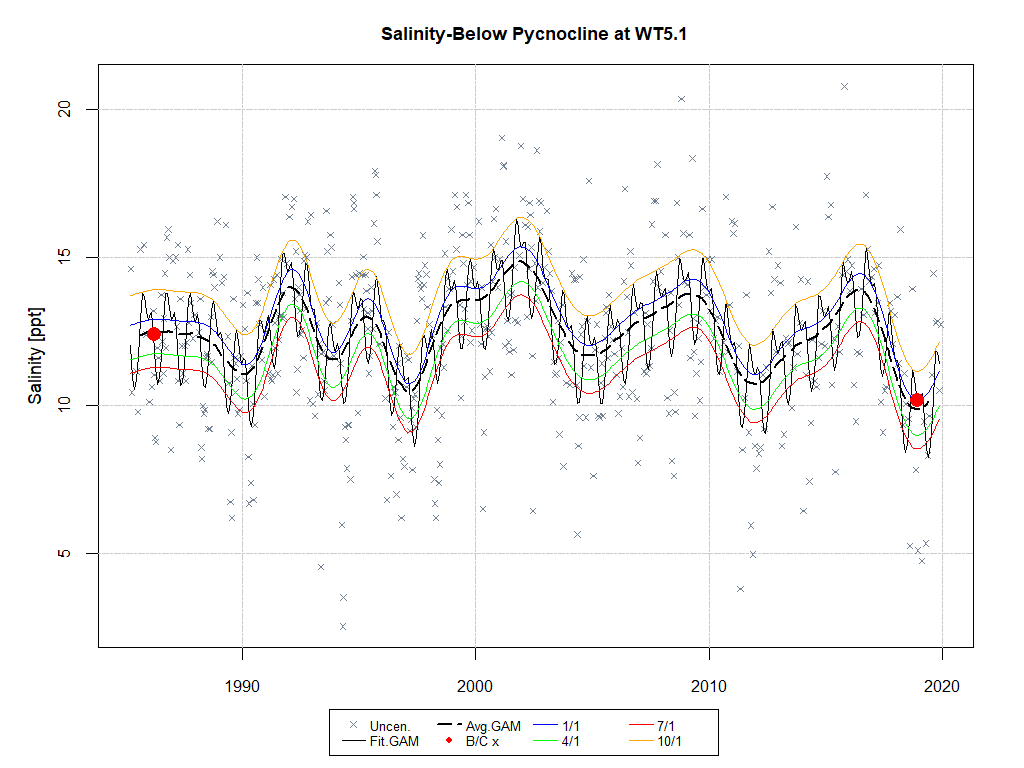 Salinity-Below Pycnocline at WT5.1
Salinity [ppt]
20
15
10
5
1990 2000 2010 2020
Uncen. Avg.GAM 1/1 7/1
Fit.GAM B/C x 4/1 10/1